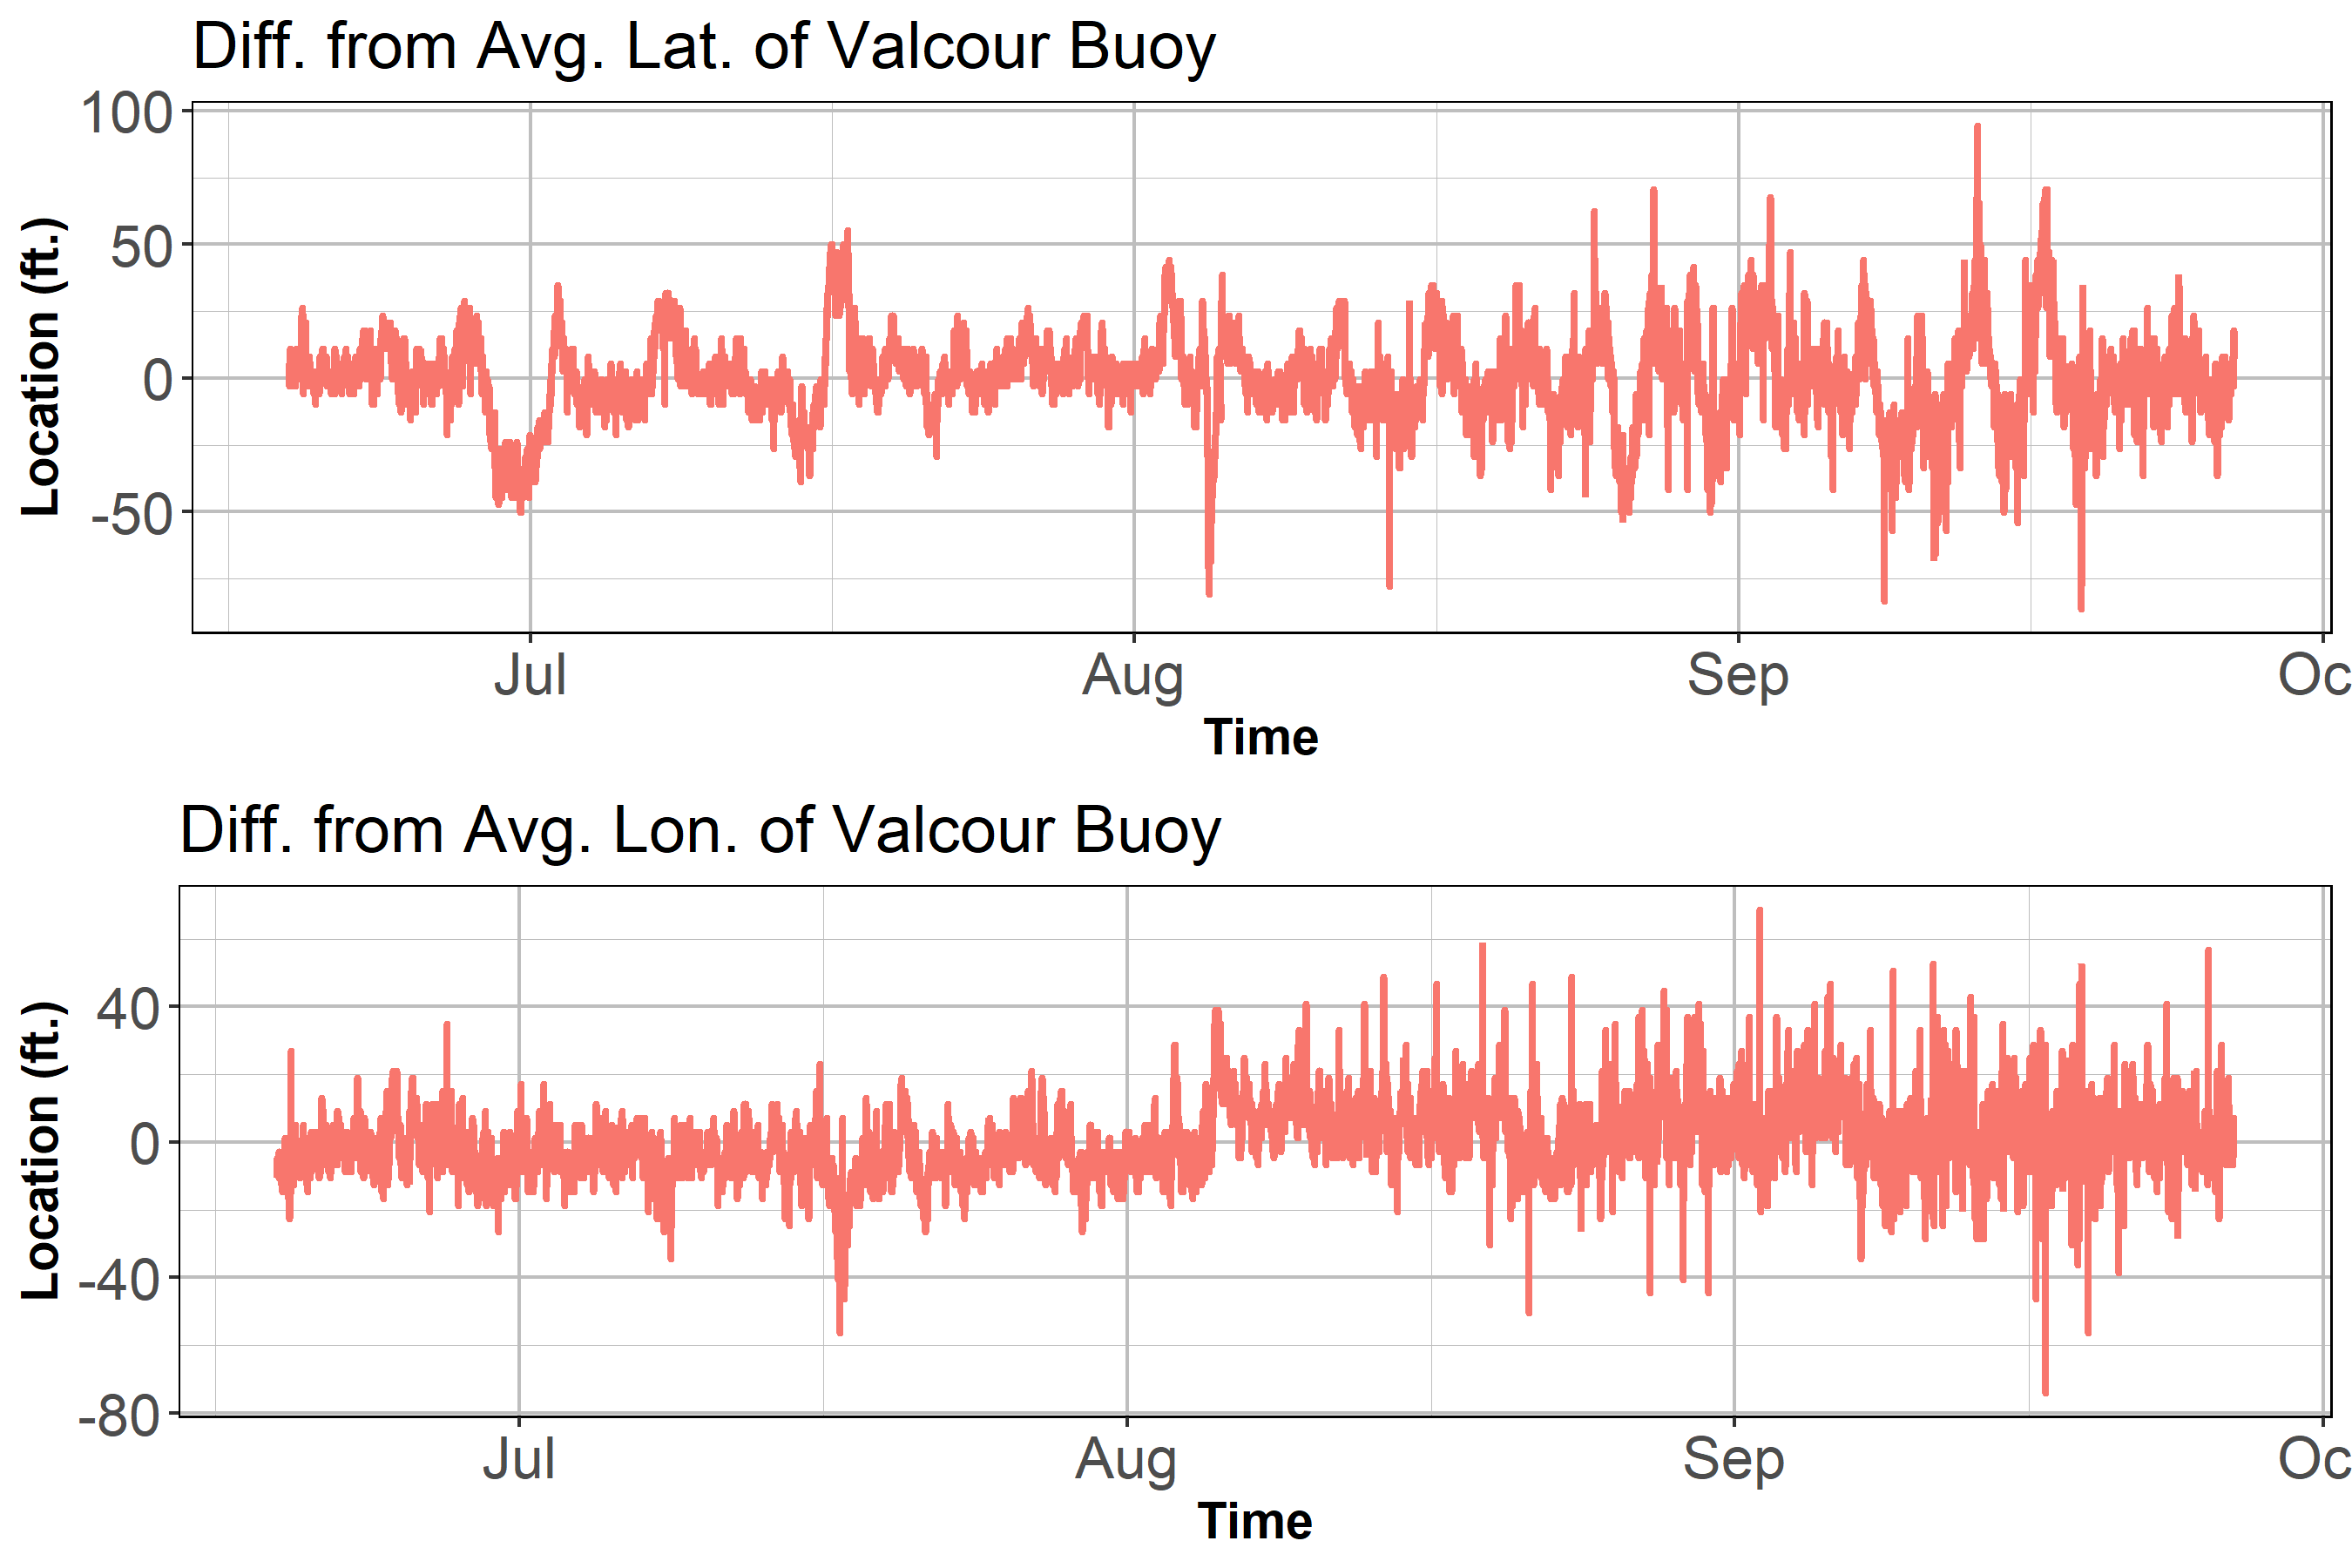 Diff. from Avg. Lat. of Valcour Buoy
100
50
0
-50
Location (ft.)
Jul Aug Sep Oc
Time
Diff. from Avg. Lon. of Valcour Buoy
40
0
-40
-80
Location (ft.)
Jul Aug Sep Oc
Time